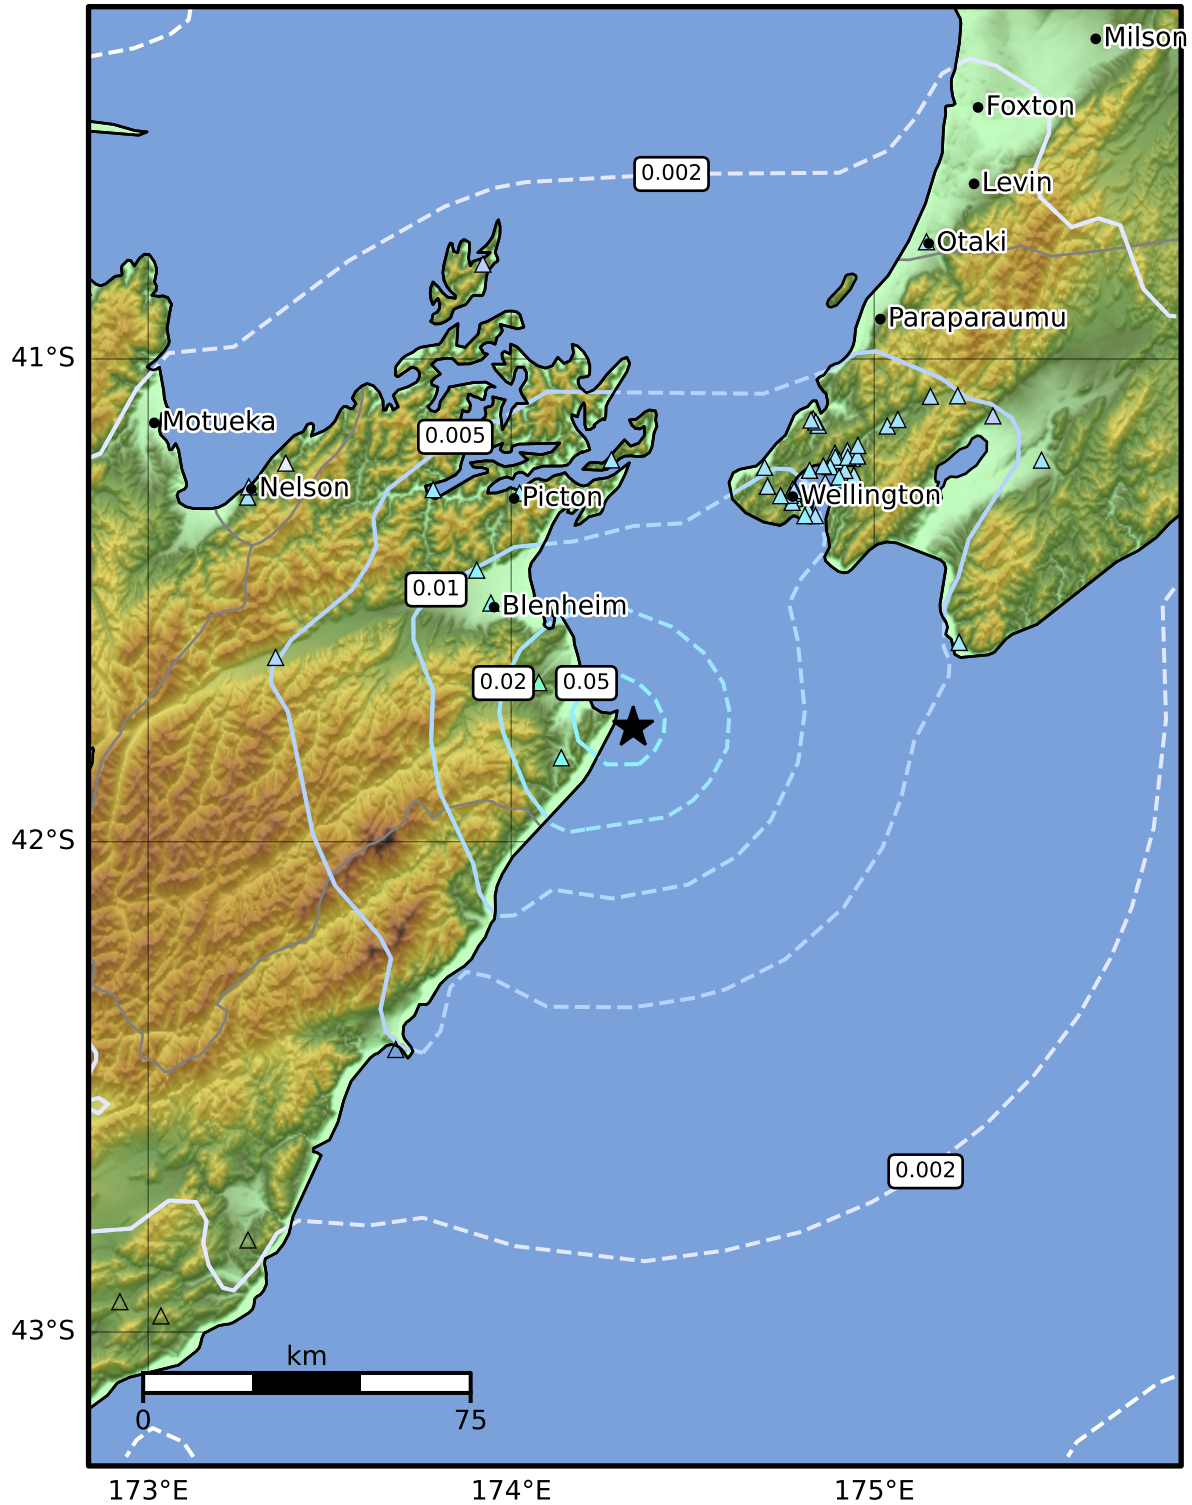 Milson
Foxton
0.002
Levin
Otaki
Paraparaumu
41°S
Motueka
0.005
Nelson
Picton
Wellington
0.01
Blenheim
0.02
0.05
42°S
0.002
43°S
km
0
75
173°E
174°E
175°E